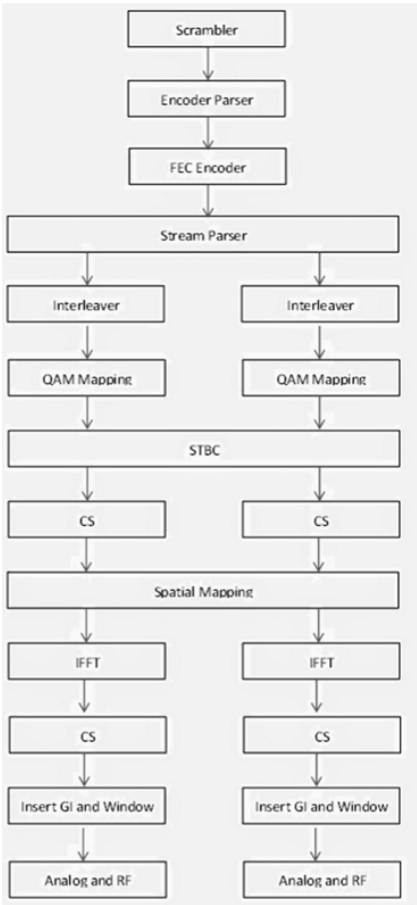 Scrambler
Encoder Parser
FEC Encoder
Stream Parser
Interleaver
Interleaver
QAM Mapping
QAM Mapping
STBC
CS
CS
Spatial Mapping
IFFT
IFFT
CS
CS
Insert GI and Window
Insert GI and Window
Analog and RF
Analog and RF